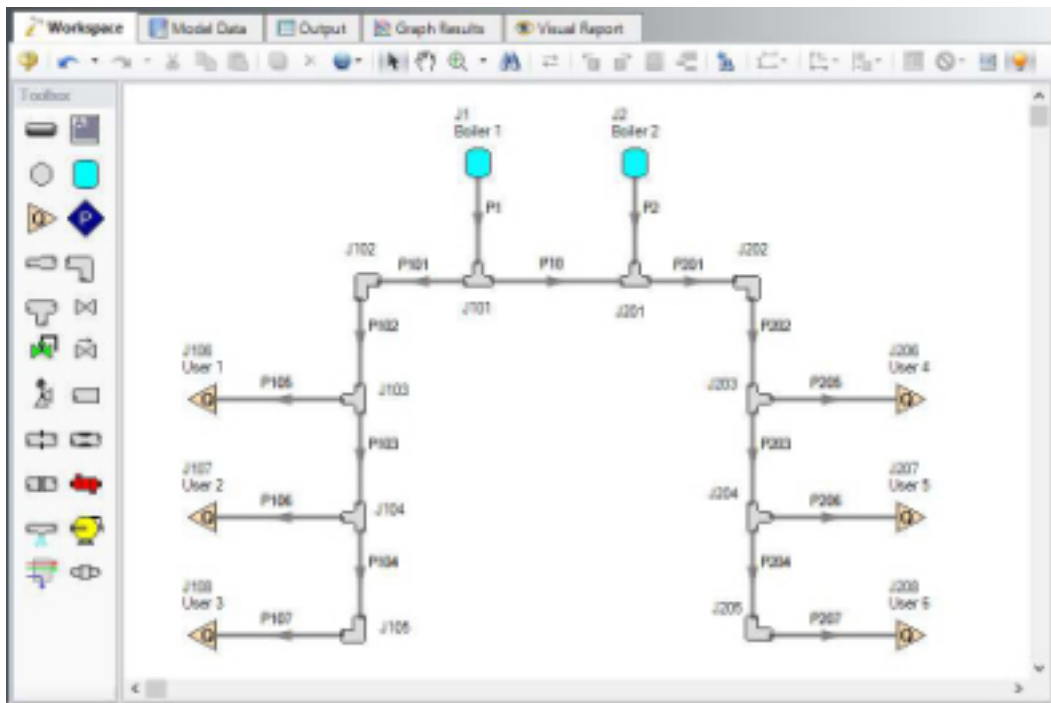 Workspace
Model Data
Output
Graph Results
Visual Report
Toolbox
J1
Boiler 1
J2
Boiler 2
P1
P2
J102
P101
P10
P201
J202
J101
J201
P102
P202
J106
User 1
P105
J103
J203
P205
J206
User 4
P103
P203
J107
User 2
P106
J104
J204
P206
J207
User 5
P104
P204
J108
User 3
P107
J105
J205
P207
J208
User 6
Q
P
Q
Q
Q
Q
Q
Q